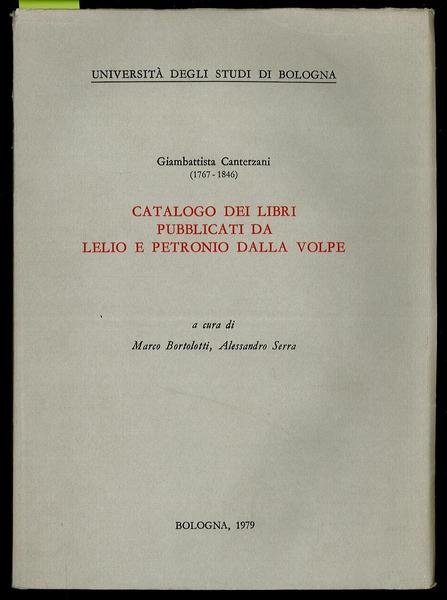 UNIVERSITÀ DEGLI STUDI DI BOLOGNA
Giambattista Canterzani
(1767-1846)
CATALOGO DEI LIBRI
PUBBLICATI DA
LELIO E PETRONIO DALLA VOLPE
a cura di
Marco Bortolotti, Alessandro Serra
BOLOGNA, 1979